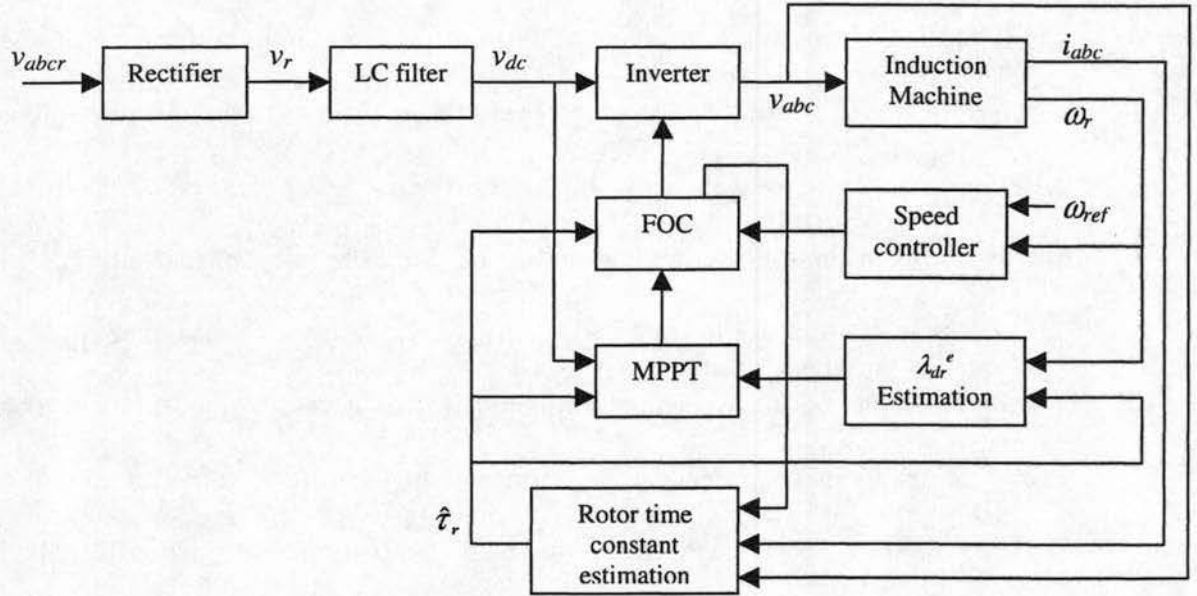 v_abcr
Rectifier
v_r
LC filter
v_dc
Inverter
v_abc
Induction
Machine
i_abc
ω_r
FOC
Speed
controller
ω_ref
MPPT
λ_dr^e
Estimation
τ̂_r
Rotor time
constant
estimation